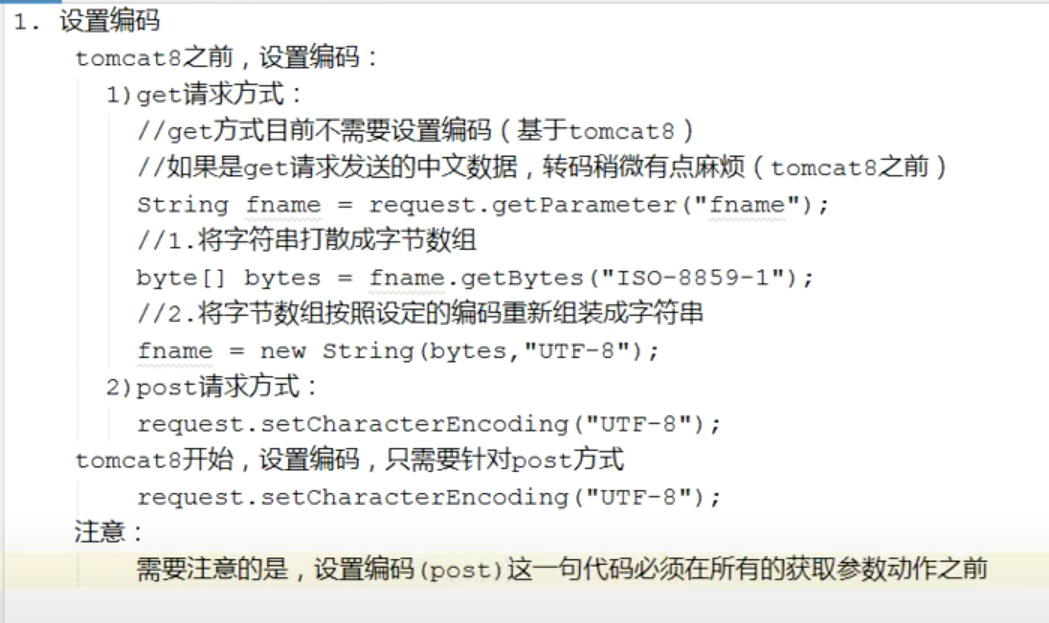 1. 设置编码
tomcat8之前，设置编码：
1)get请求方式：
//get方式目前不需要设置编码（基于tomcat8）
//如果是get请求发送的中文数据，转码稍微有点麻烦（tomcat8之前）
String fname = request.getParameter("fname");
//1.将字符串打散成字节数组
byte[] bytes = fname.getBytes("ISO-8859-1");
//2.将字节数组按照设定的编码重新组装成字符串
fname = new String(bytes,"UTF-8");
2)post请求方式：
request.setCharacterEncoding("UTF-8");
tomcat8开始，设置编码，只需要针对post方式
request.setCharacterEncoding("UTF-8");
注意：
需要注意的是，设置编码(post)这一句代码必须在所有的获取参数动作之前